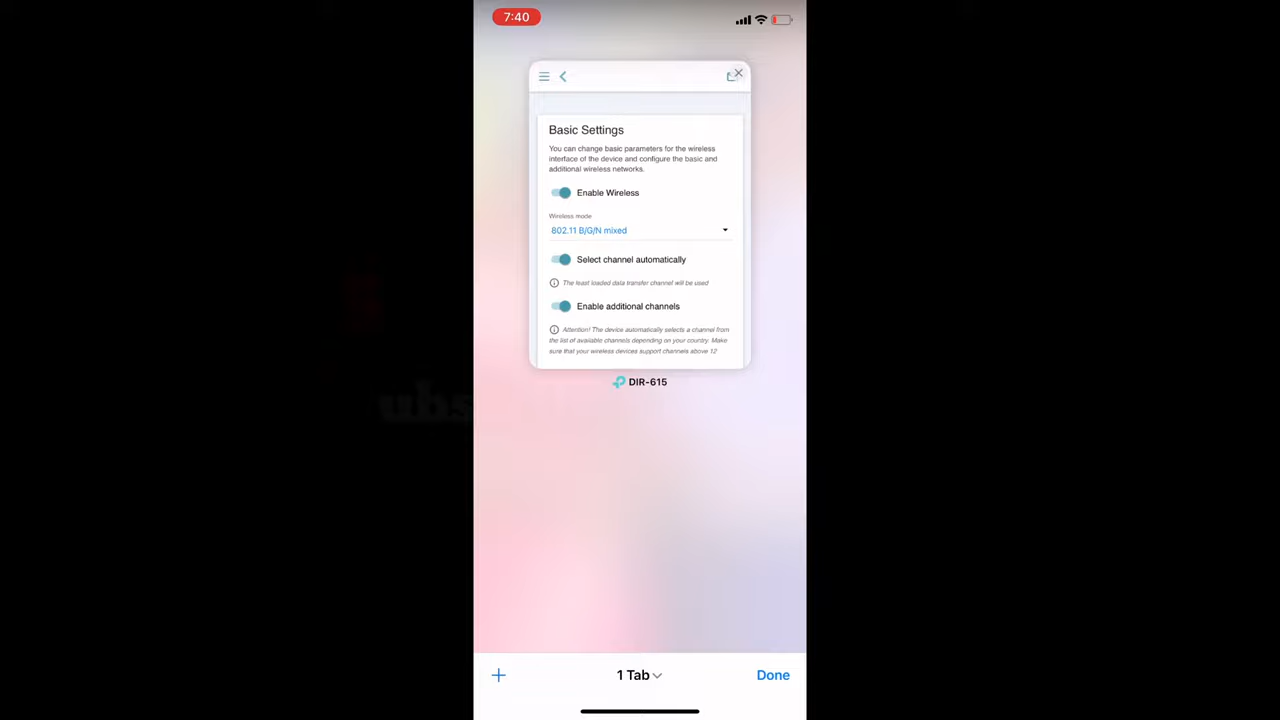 7:40
Basic Settings
You can change basic parameters for the wireless
interface of the device and configure the basic and
additional wireless networks.
Enable Wireless
Wireless mode
802.11 B/G/N mixed
Select channel automatically
The least loaded data transfer channel will be used
Enable additional channels
Attention! The device automatically selects a channel from
the list of available channels depending on your country. Make
sure that your wireless devices support channels above 12
DIR-615
ubs
1 Tab
Done